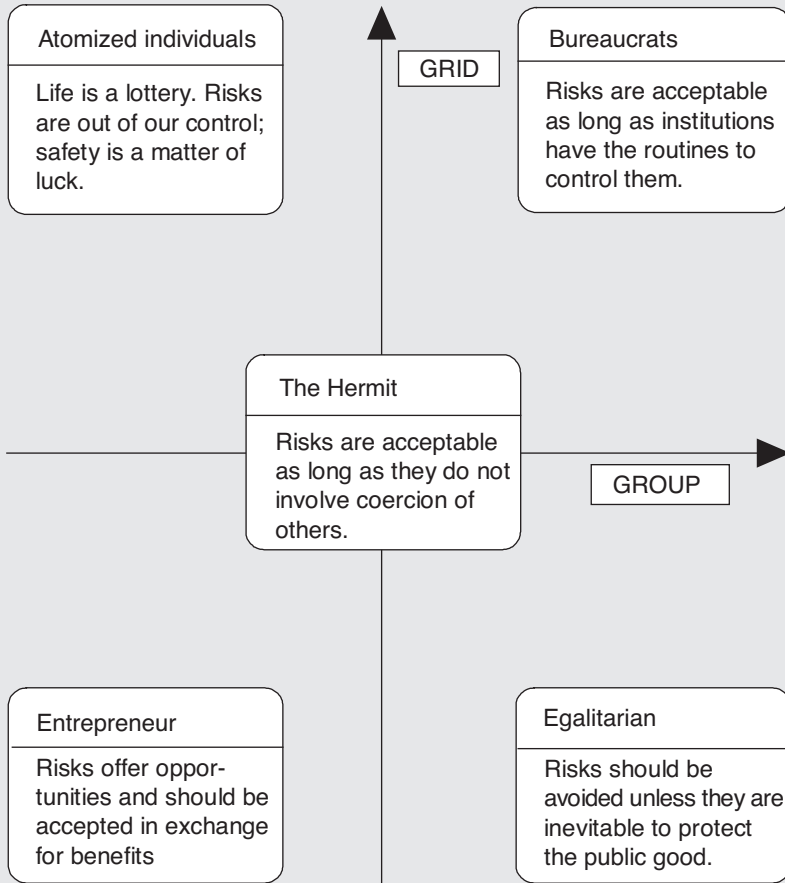 Atomized individuals
Life is a lottery. Risks
are out of our control;
safety is a matter of
luck.
GRID
Bureaucrats
Risks are acceptable
as long as institutions
have the routines to
control them.
The Hermit
Risks are acceptable
as long as they do not
involve coercion of
others.
GROUP
Entrepreneur
Risks offer oppor-
tunities and should be
accepted in exchange
for benefits
Egalitarian
Risks should be
avoided unless they are
inevitable to protect
the public good.